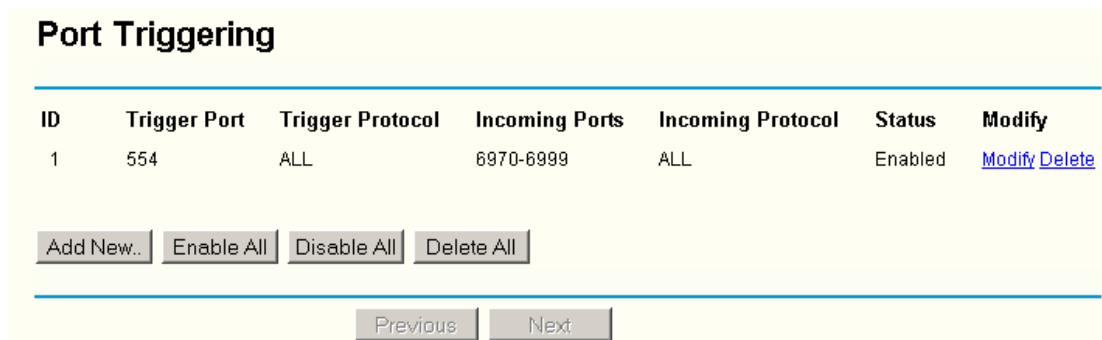 Port Triggering
ID Trigger Port Trigger Protocol Incoming Ports Incoming Protocol Status Modify
1 554 ALL 6970-6999 ALL Enabled Modify Delete
Add New.. Enable All Disable All Delete All
Previous Next